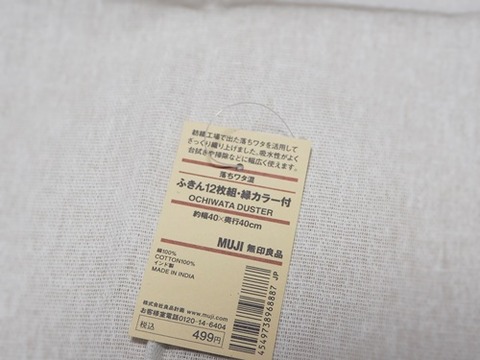 紡績工場で出た落ちワタを活用して
ざっくり織り上げました。吸水性がよく
台拭きや掃除などに幅広く使えます。
落ちワタ混
ふきん12枚組・縁カラー付
OCHIWATA DUSTER
約幅40×奥行40cm
MUJI 無印良品
綿100%
COTTON100%
インド製
MADE IN INDIA
株式会社良品計画 www.muji.com
お客様室電話0120-14-6404
税込 499円
4549738968887 JP